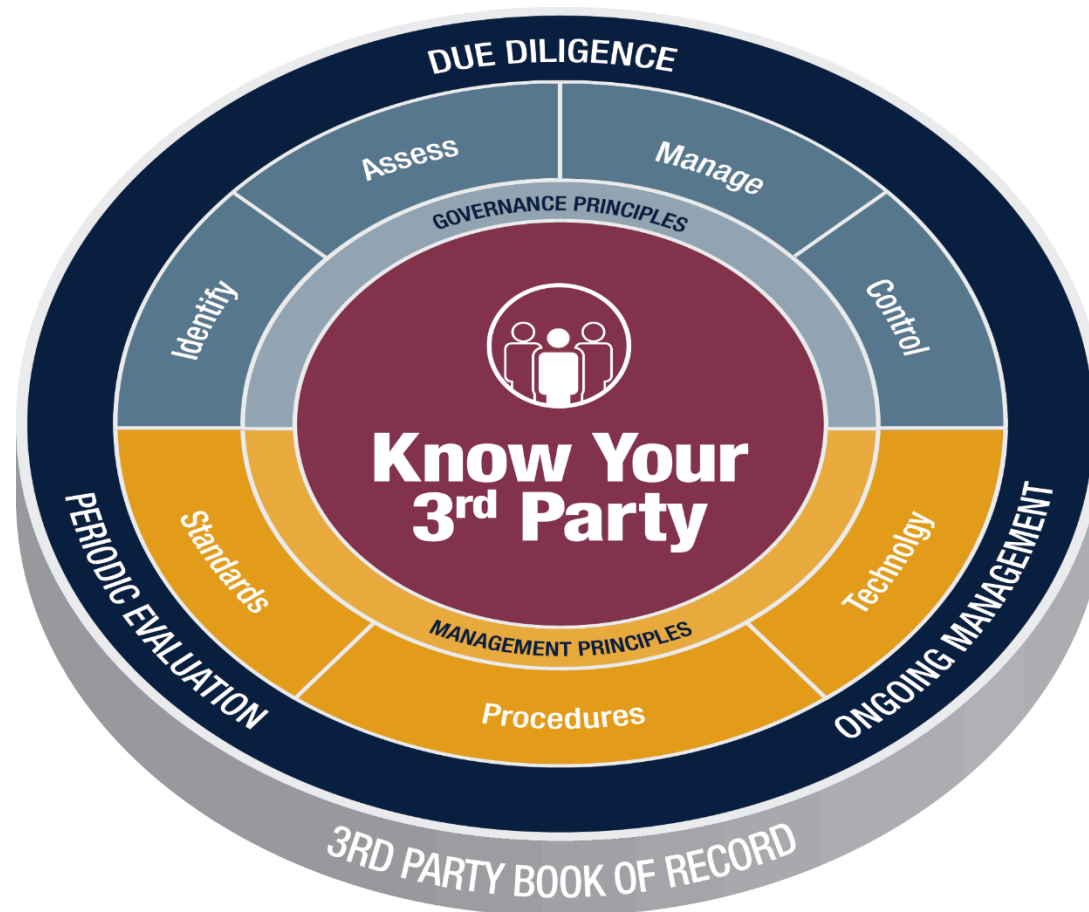 DUE DILIGENCE
Assess
Manage
GOVERNANCE PRINCIPLES
Identify
Control
Know Your
3rd Party
PERIODIC EVALUATION
Standards
Technolgy
ONGOING MANAGEMENT
MANAGEMENT PRINCIPLES
Procedures
3RD PARTY BOOK OF RECORD